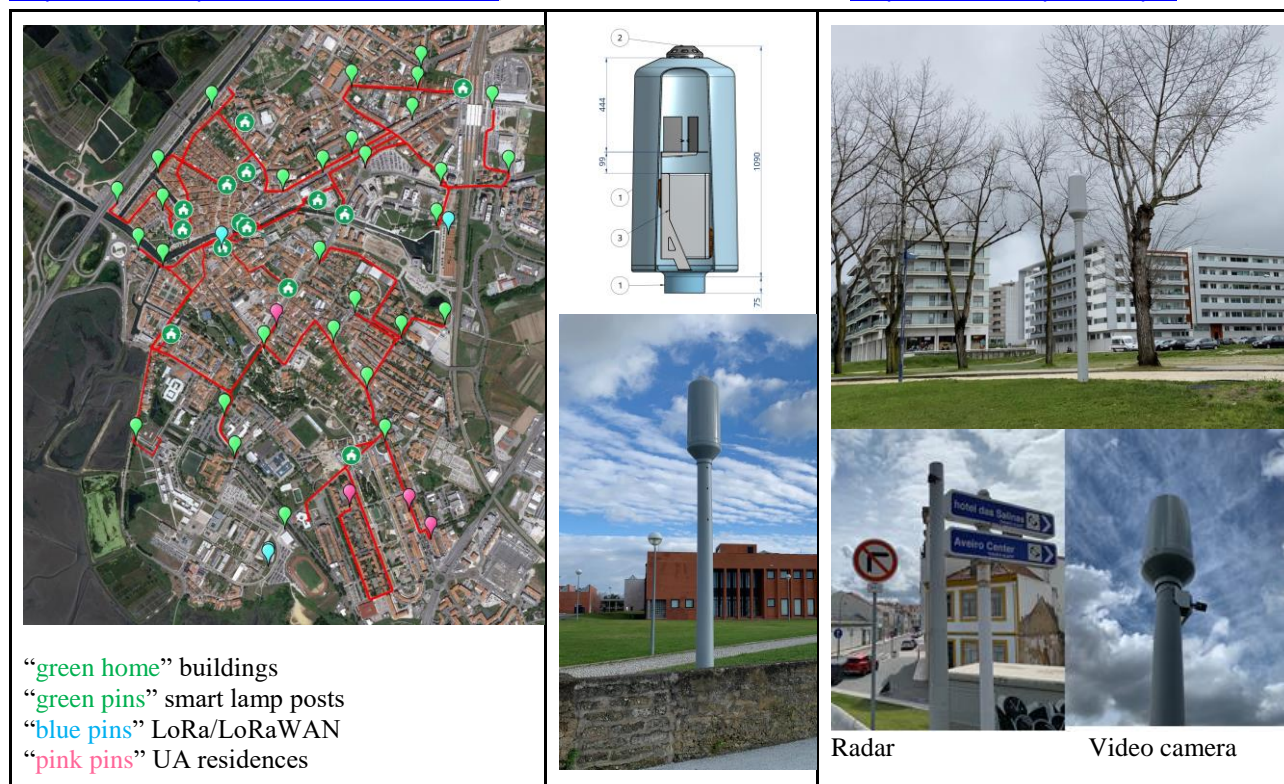 “green home” buildings
“green pins” smart lamp posts
“blue pins” LoRa/LoRaWAN
“pink pins” UA residences
2
444
99
1090
1
3
1
75
hotel das Salinas
Aveiro Center
Radar
Video camera